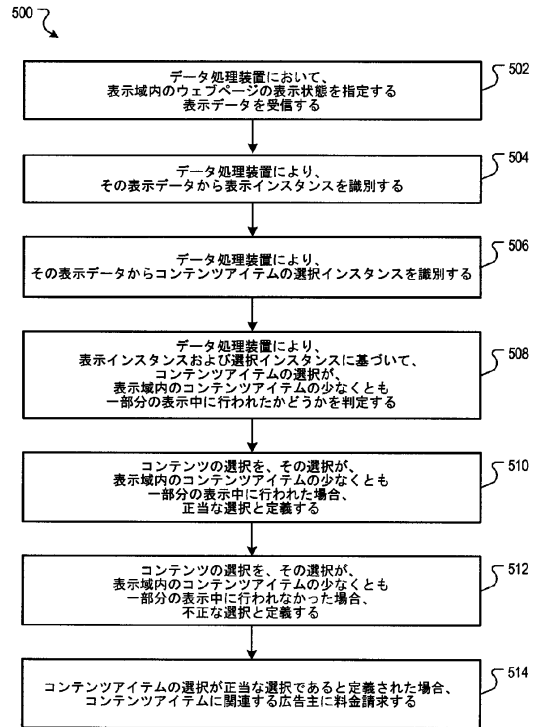 500
データ処理装置において、
表示域内のウェブページの表示状態を指定する
表示データを受信する
502
データ処理装置により、
その表示データから表示インスタンスを識別する
504
データ処理装置により、
その表示データからコンテンツアイテムの選択インスタンスを識別する
506
データ処理装置により、
表示インスタンスおよび選択インスタンスに基づいて、
コンテンツアイテムの選択が、
表示域内のコンテンツアイテムの少なくとも
一部分の表示中に行われたかどうかを判定する
508
コンテンツの選択を、その選択が、
表示域内のコンテンツアイテムの少なくとも
一部分の表示中に行われた場合、
正当な選択と定義する
510
コンテンツの選択を、その選択が、
表示域内のコンテンツアイテムの少なくとも
一部分の表示中に行われなかった場合、
不正な選択と定義する
512
コンテンツアイテムの選択が正当な選択であると定義された場合、
コンテンツアイテムに関連する広告主に料金請求する
514